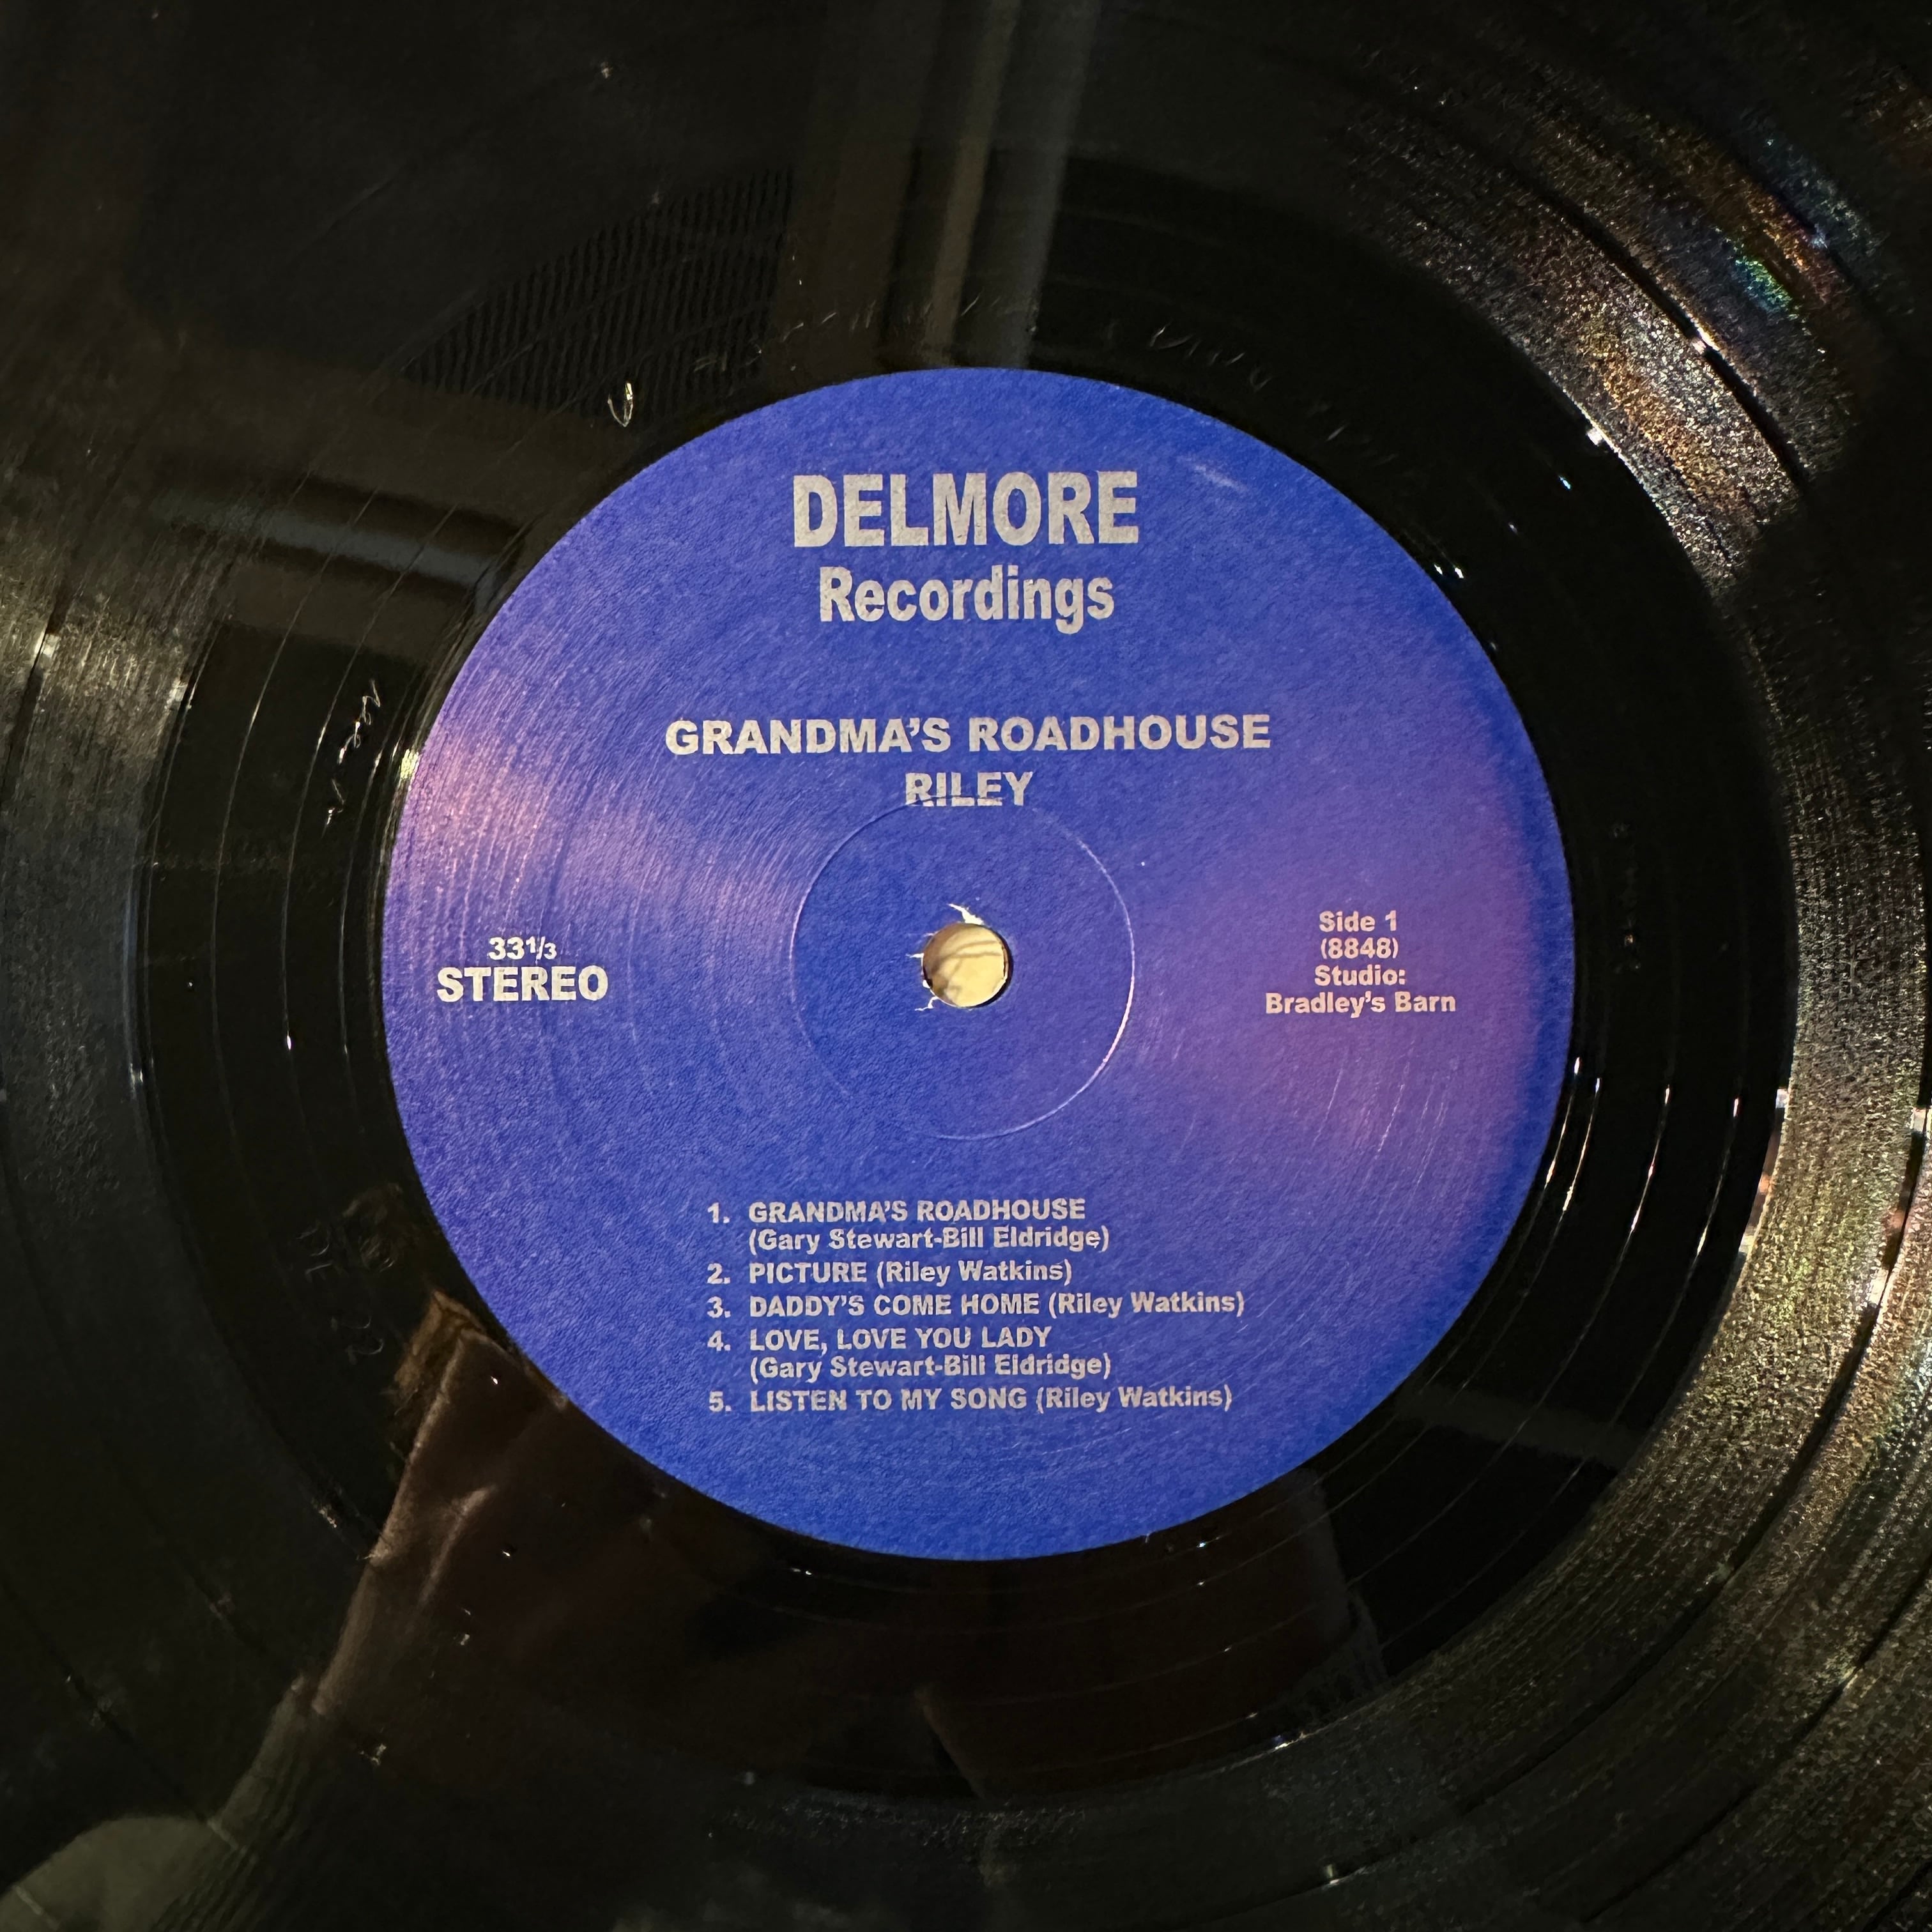 DELMORE
Recordings
GRANDMA'S ROADHOUSE
RILEY
33⅓
STEREO
Side 1
(8848)
Studio:
Bradley's Barn
1. GRANDMA'S ROADHOUSE
(Gary Stewart-Bill Eldridge)
2. PICTURE (Riley Watkins)
3. DADDY'S COME HOME (Riley Watkins)
4. LOVE, LOVE YOU LADY
(Gary Stewart-Bill Eldridge)
5. LISTEN TO MY SONG (Riley Watkins)